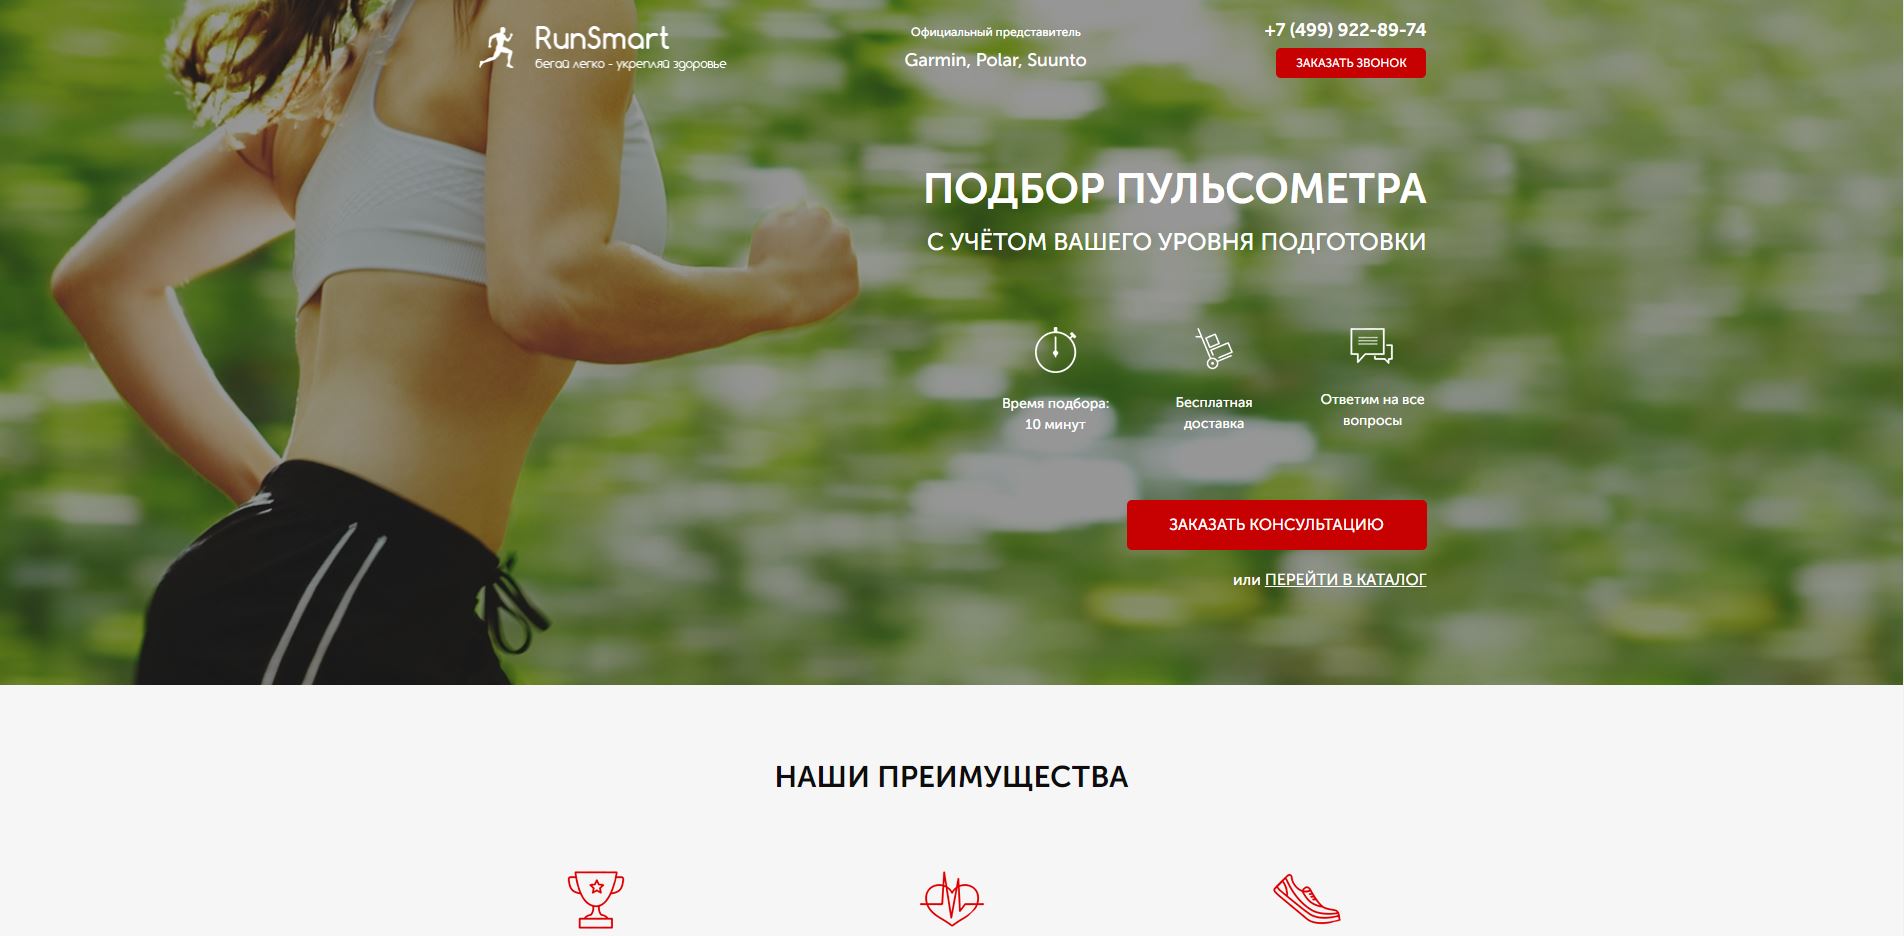 RunSmart
бегай легко - укрепляй здоровье
Официальный представитель
Garmin, Polar, Suunto
+7 (499) 922-89-74
ЗАКАЗАТЬ ЗВОНОК
ПОДБОР ПУЛЬСОМЕТРА
С УЧЁТОМ ВАШЕГО УРОВНЯ ПОДГОТОВКИ
Время подбора:
10 минут
Бесплатная
доставка
Ответим на все
вопросы
ЗАКАЗАТЬ КОНСУЛЬТАЦИЮ
или ПЕРЕЙТИ В КАТАЛОГ
НАШИ ПРЕИМУЩЕСТВА